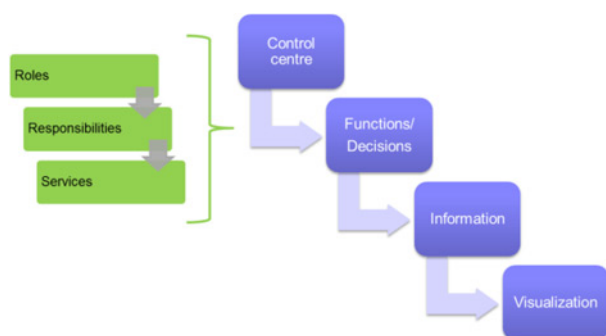 Roles
Responsibilities
Services
Control
centre
Functions/
Decisions
Information
Visualization